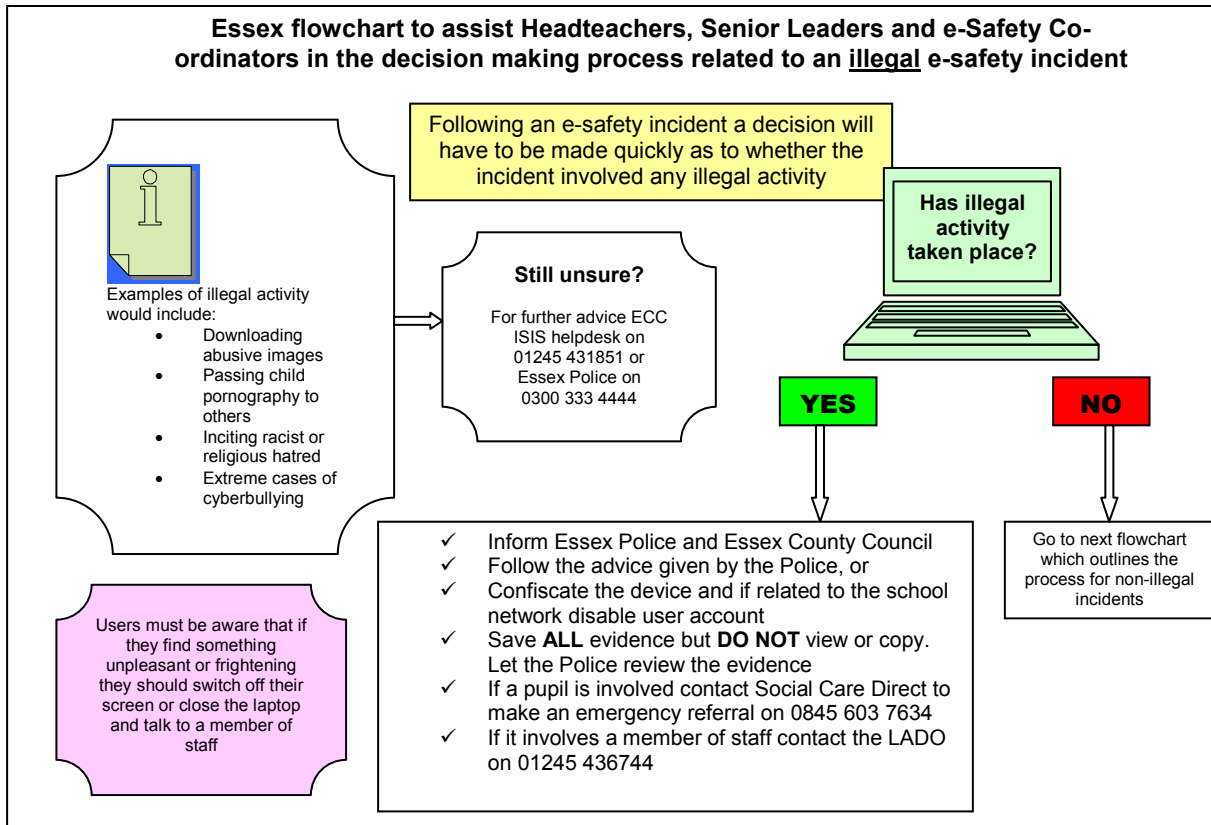 Essex flowchart to assist Headteachers, Senior Leaders and e-Safety Co-
ordinators in the decision making process related to an illegal e-safety incident
Following an e-safety incident a decision will
have to be made quickly as to whether the
incident involved any illegal activity
Has illegal
activity
taken place?
i
Examples of illegal activity
would include:
• Downloading
abusive images
• Passing child
pornography to
others
• Inciting racist or
religious hatred
• Extreme cases of
cyberbullying
Still unsure?
For further advice ECC
ISIS helpdesk on
01245 431851 or
Essex Police on
0300 333 4444
YES
NO
✓ Inform Essex Police and Essex County Council
✓ Follow the advice given by the Police, or
✓ Confiscate the device and if related to the school
network disable user account
✓ Save ALL evidence but DO NOT view or copy.
Let the Police review the evidence
✓ If a pupil is involved contact Social Care Direct to
make an emergency referral on 0845 603 7634
✓ If it involves a member of staff contact the LADO
on 01245 436744
Go to next flowchart
which outlines the
process for non-illegal
incidents
Users must be aware that if
they find something
unpleasant or frightening
they should switch off their
screen or close the laptop
and talk to a member of
staff